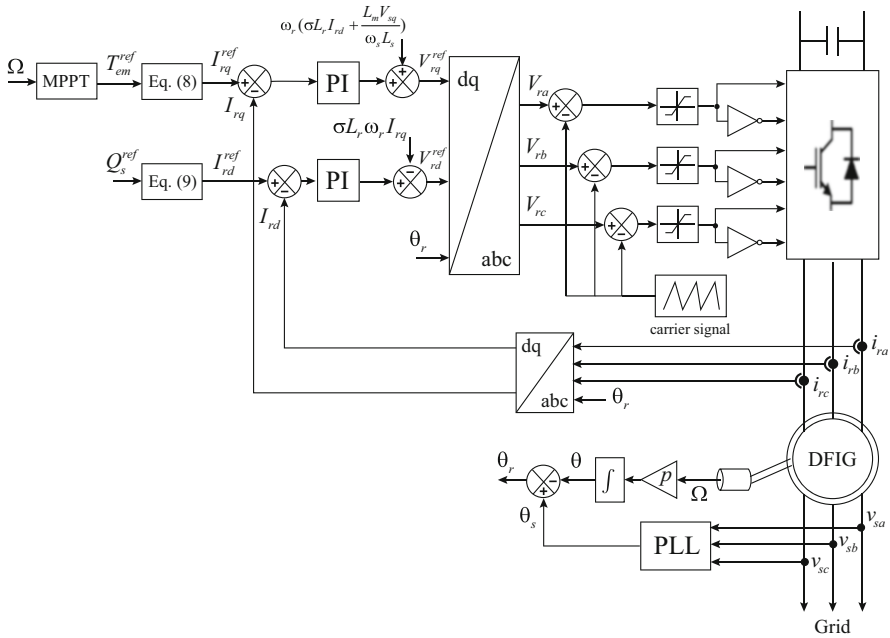 ω_r(σL_r I_rd + L_m V_sq / ω_s L_s)
Ω
MPPT
T_em^ref
Eq. (8)
I_rq^ref
+
-
I_rq
PI
+
+
V_rq^ref
dq
abc
σL_r ω_r I_rq
Q_s^ref
Eq. (9)
I_rd^ref
+
-
I_rd
PI
-
+
V_rd^ref
θ_r
V_ra
+
-
V_rb
+
-
V_rc
+
-
carrier signal
dq
abc
θ_r
i_ra
i_rb
i_rc
DFIG
θ_r
-
+
θ
∫
p
Ω
θ_s
PLL
v_sa
v_sb
v_sc
Grid